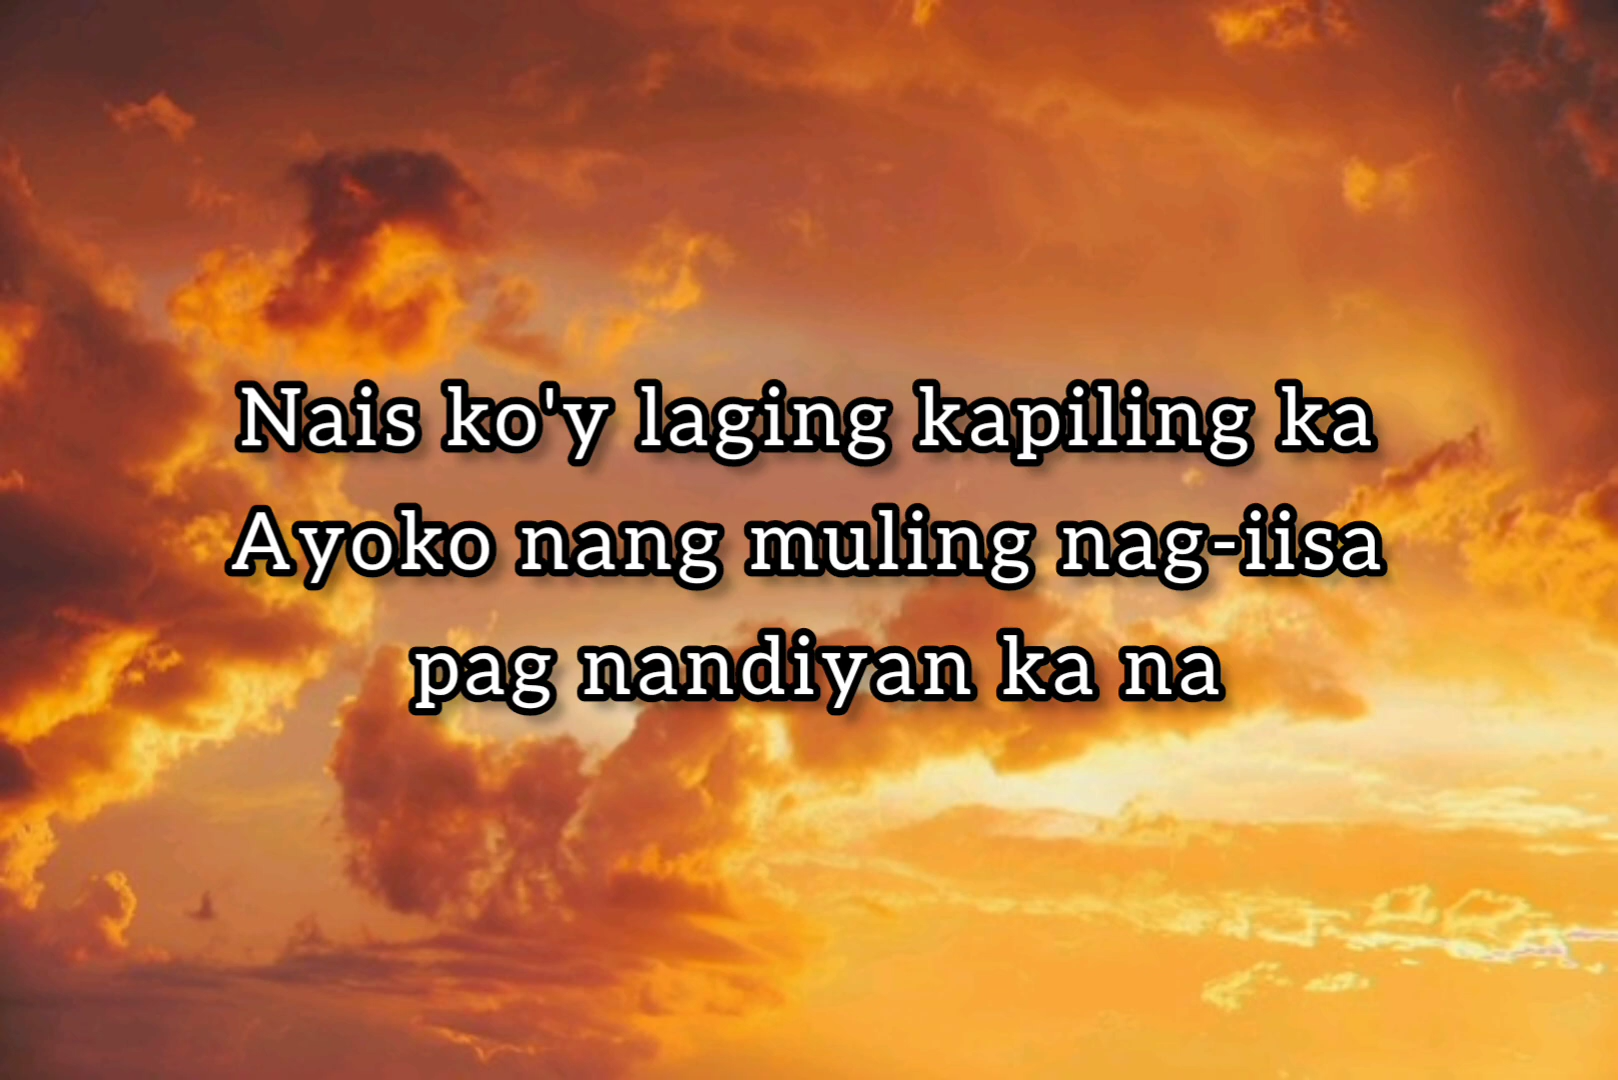 Nais ko'y laging kapiling ka
Ayoko nang muling nag-iisa
pag nandiyan ka na